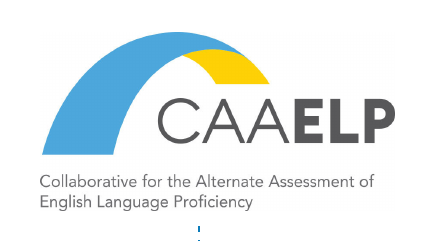 CAAELP
Collaborative for the Alternate Assessment of
English Language Proficiency